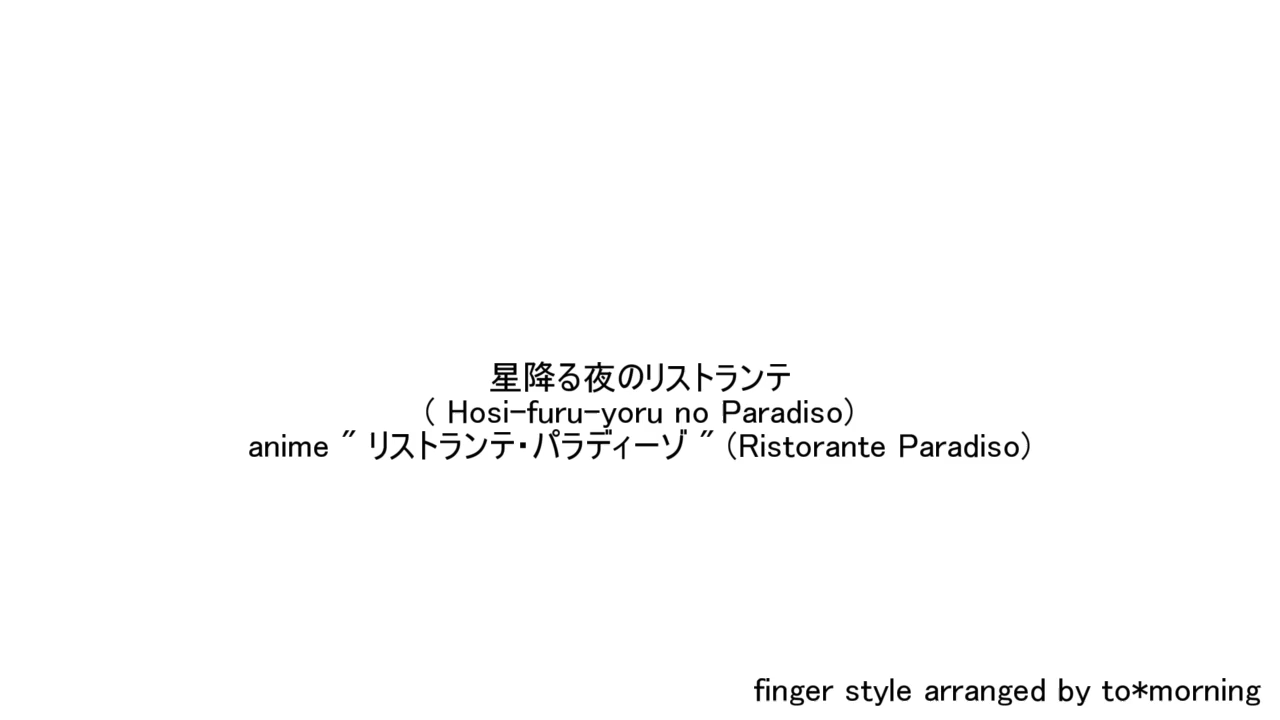 星降る夜のリストランテ
( Hosi-furu-yoru no Paradiso)
anime " リストランテ・パラディーゾ " (Ristorante Paradiso)
finger style arranged by to*morning